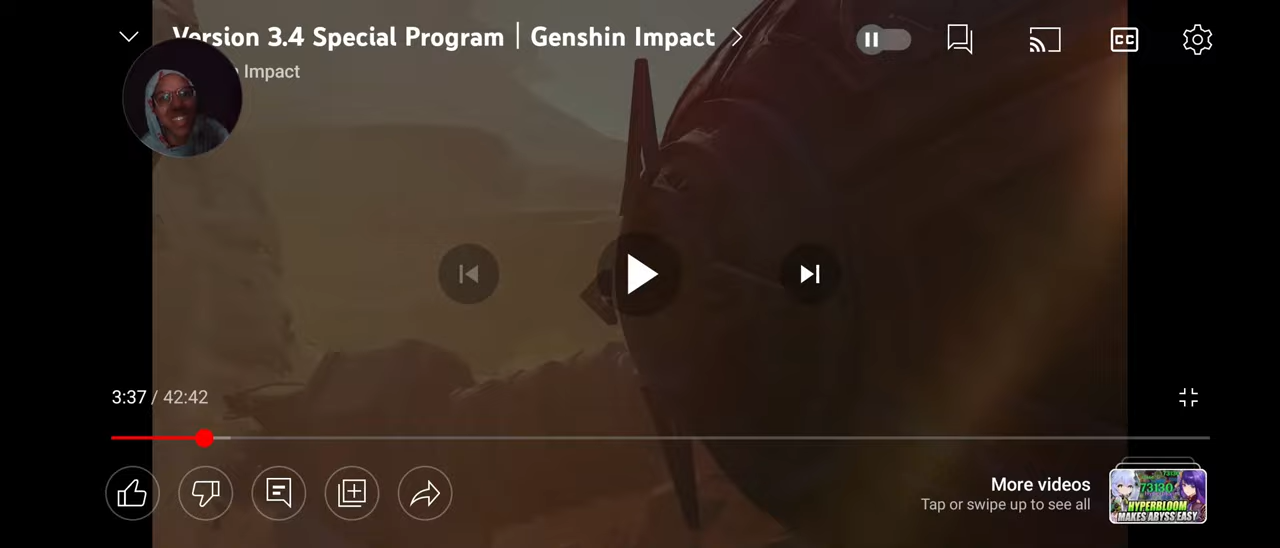 Version 3.4 Special Program | Genshin Impact
Impact
CC
3:37 / 42:42
More videos
Tap or swipe up to see all
73130
HYPERBLOOM
MAKES ABYSS EASY